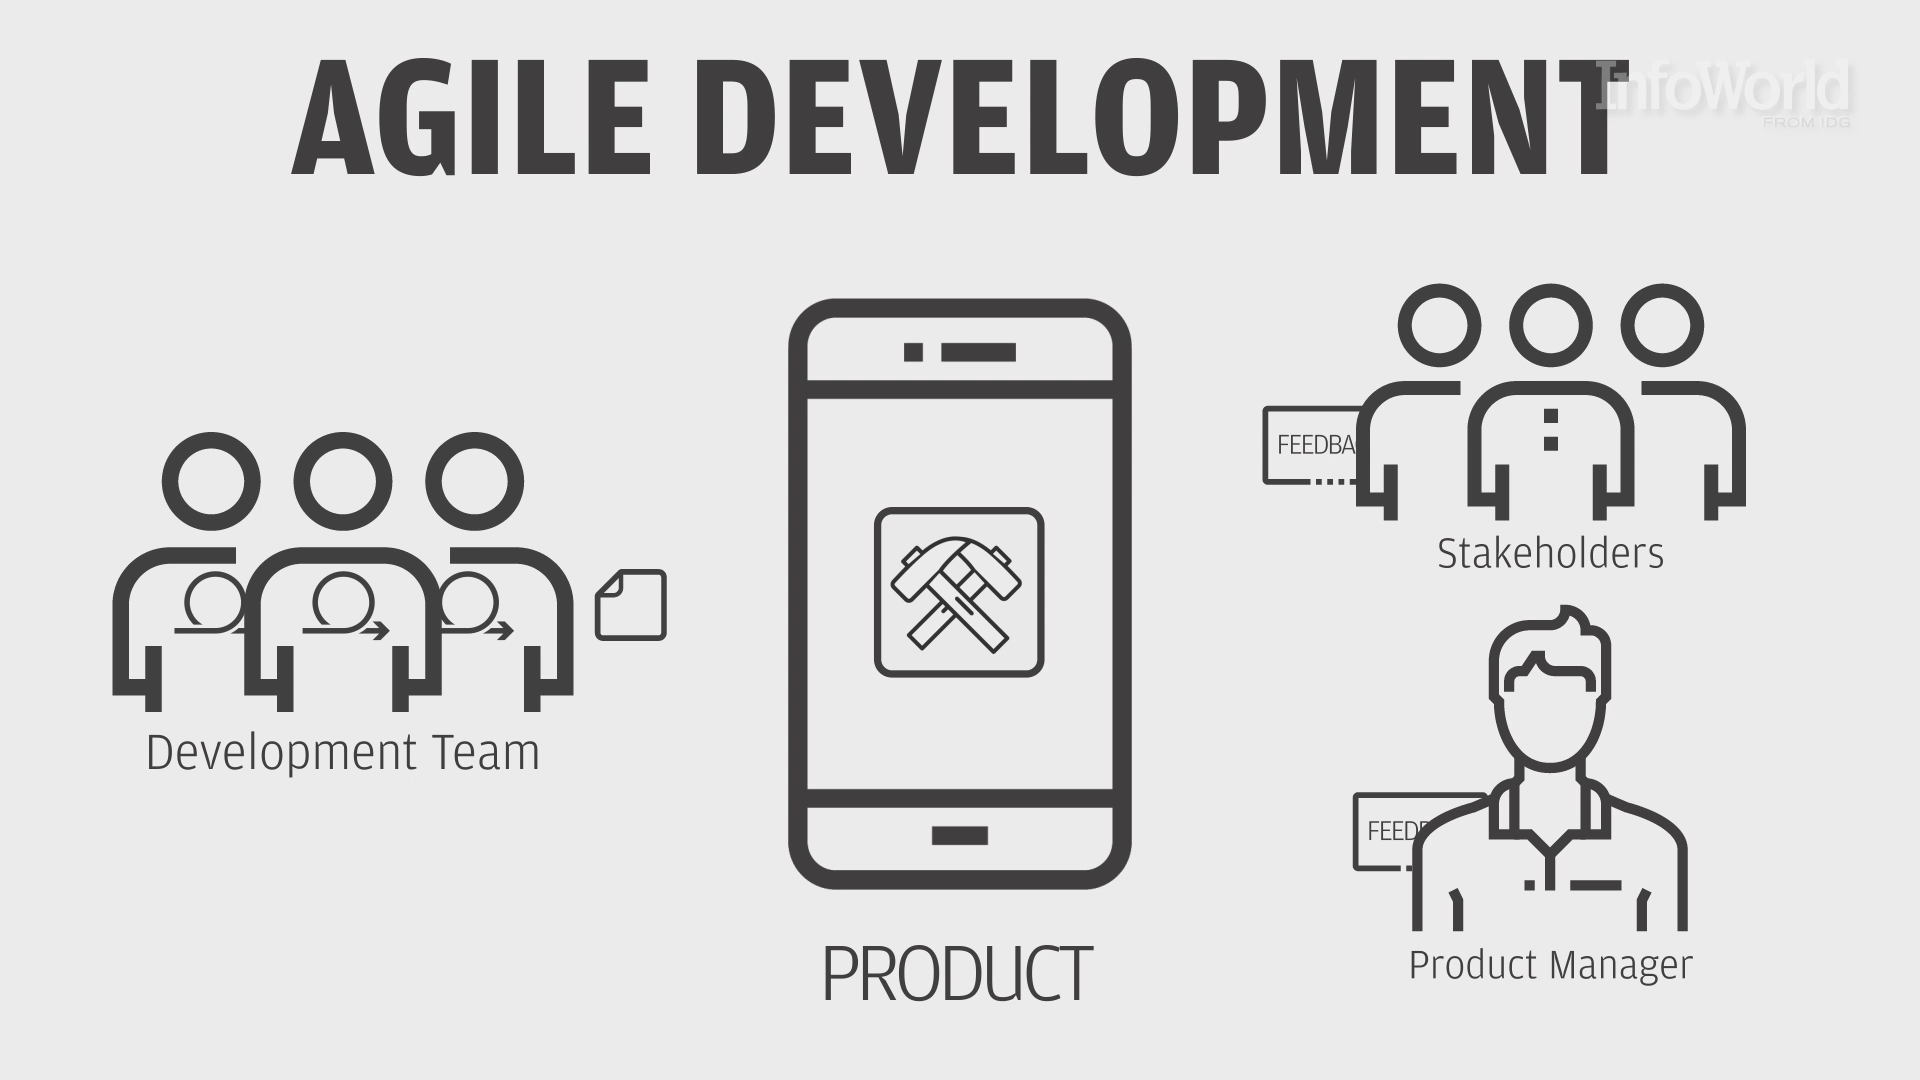 AGILE DEVELOPMENT
InfoWorld
FROM IDG
FEEDBA
Stakeholders
Development Team
FEED
Product Manager
PRODUCT